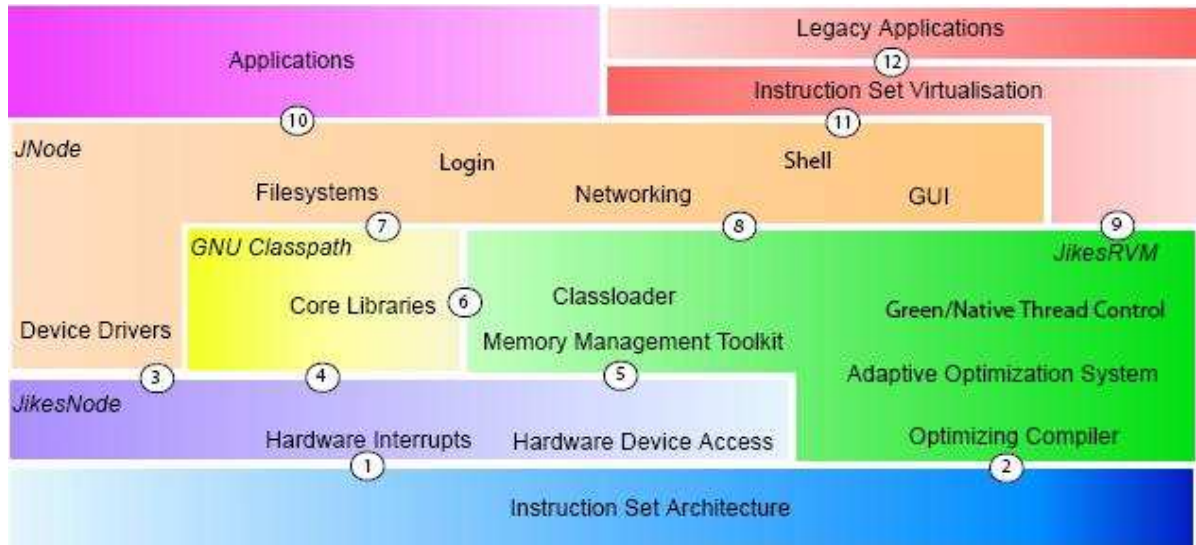 Legacy Applications
Applications
12
Instruction Set Virtualisation
10
11
JNode
Login
Shell
Filesystems
Networking
GUI
7
8
9
GNU Classpath
JikesRVM
Core Libraries
6
Classloader
Green/Native Thread Control
Device Drivers
Memory Management Toolkit
3
4
5
Adaptive Optimization System
JikesNode
Hardware Interrupts
Hardware Device Access
Optimizing Compiler
1
2
Instruction Set Architecture